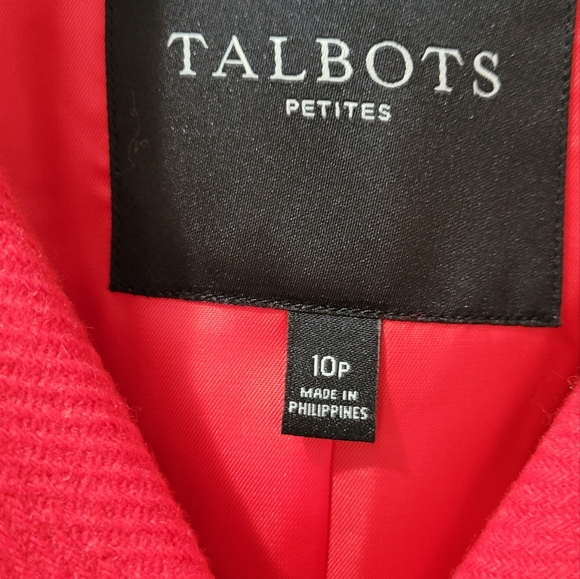 TALBOTS
PETITES
10P
MADE IN
PHILIPPINES